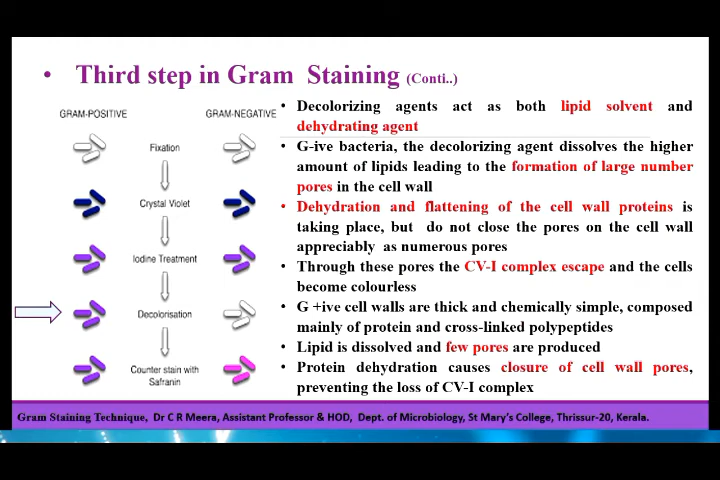 • Third step in Gram Staining (Conti..)
GRAM-POSITIVE GRAM-NEGATIVE
Fixation
Crystal Violet
Iodine Treatment
Decolorisation
Counter stain with
Safranin
• Decolorizing agents act as both lipid solvent and
dehydrating agent
• G-ive bacteria, the decolorizing agent dissolves the higher
amount of lipids leading to the formation of large number
pores in the cell wall
• Dehydration and flattening of the cell wall proteins is
taking place, but do not close the pores on the cell wall
appreciably as numerous pores
• Through these pores the CV-I complex escape and the cells
become colourless
• G +ive cell walls are thick and chemically simple, composed
mainly of protein and cross-linked polypeptides
• Lipid is dissolved and few pores are produced
• Protein dehydration causes closure of cell wall pores,
preventing the loss of CV-I complex
Gram Staining Technique, Dr C R Meera, Assistant Professor & HOD, Dept. of Microbiology, St Mary's College, Thrissur-20, Kerala.